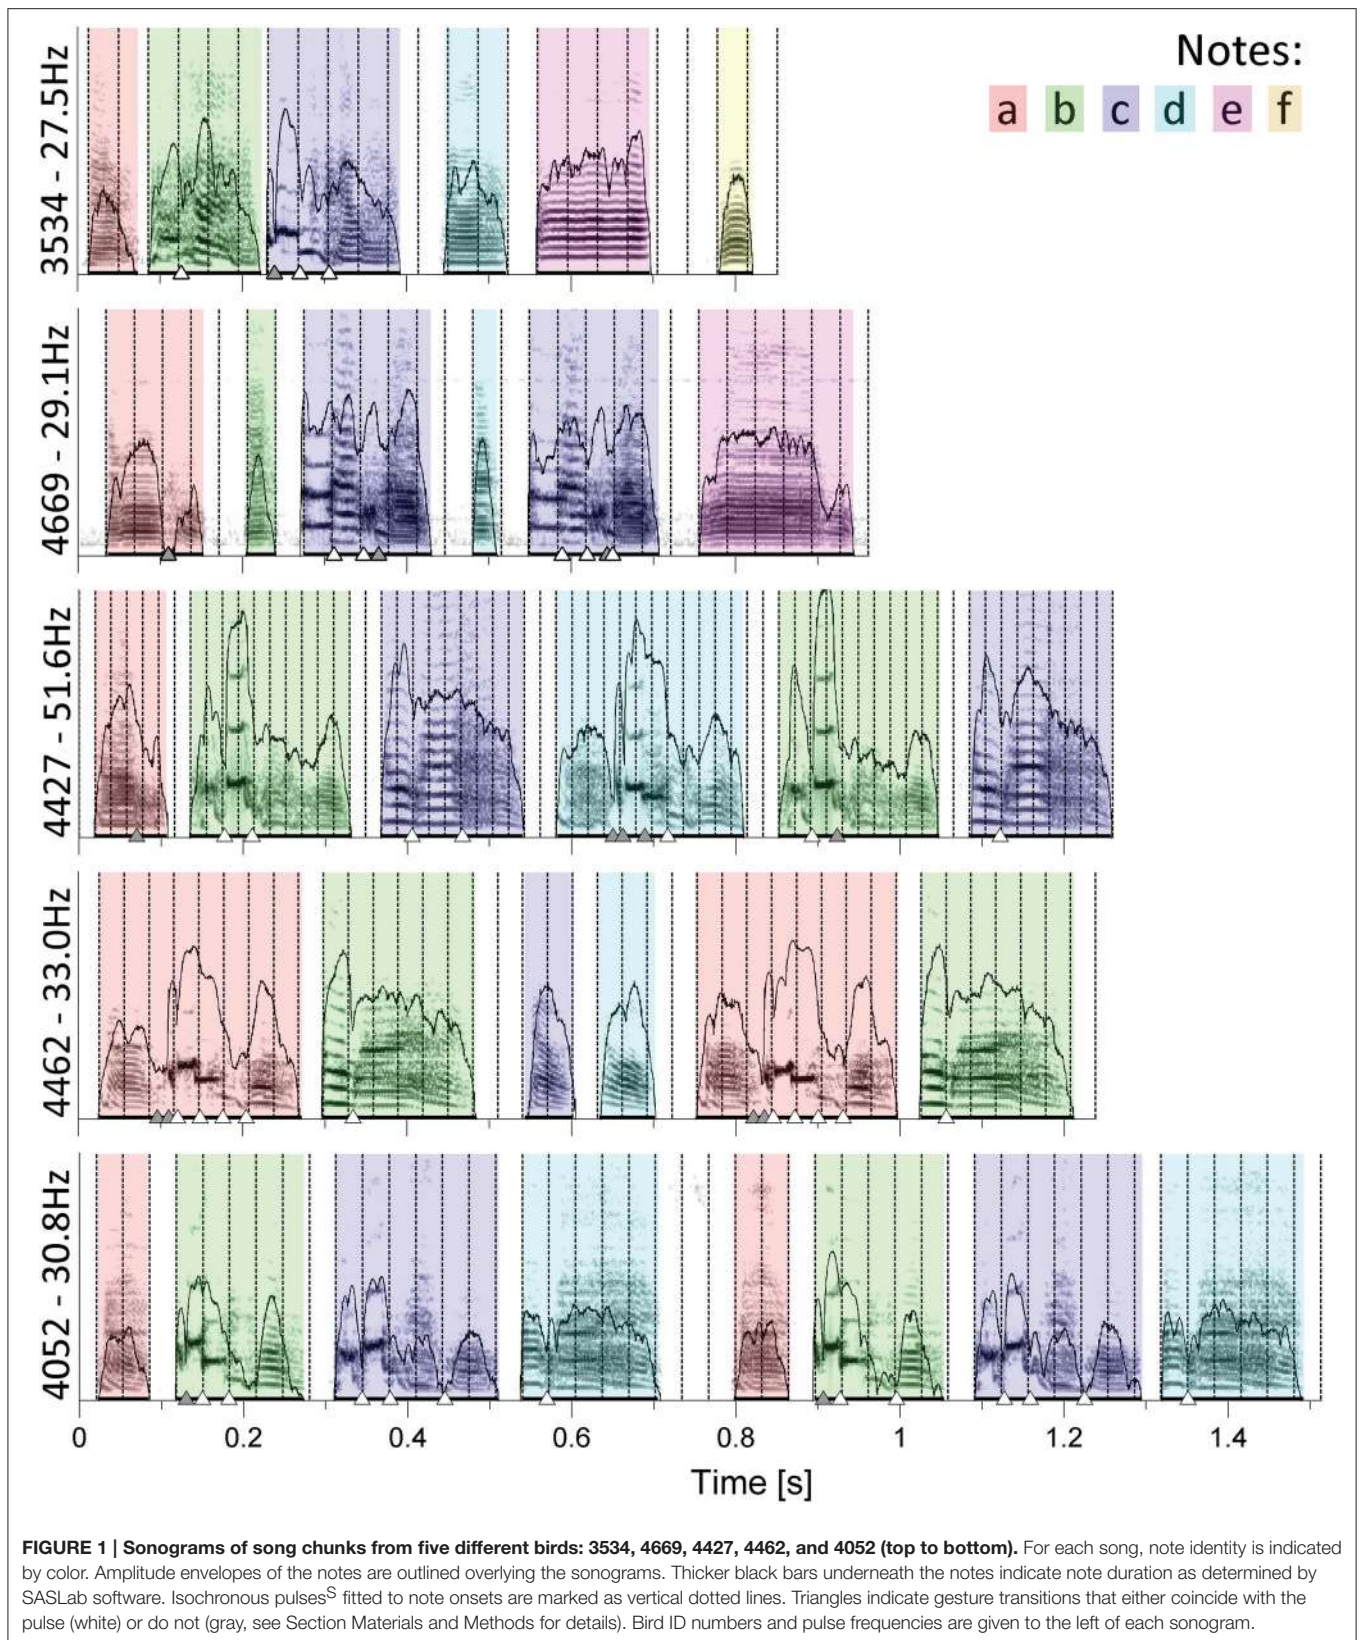 Notes:
a b c d e f
3534 - 27.5Hz
4669 - 29.1Hz
4427 - 51.6Hz
4462 - 33.0Hz
4052 - 30.8Hz
0 0.2 0.4 0.6 0.8 1 1.2 1.4
Time [s]
FIGURE 1 | Sonograms of song chunks from five different birds: 3534, 4669, 4427, 4462, and 4052 (top to bottom). For each song, note identity is indicated
by color. Amplitude envelopes of the notes are outlined overlying the sonograms. Thicker black bars underneath the notes indicate note duration as determined by
SASLab software. Isochronous pulsesS fitted to note onsets are marked as vertical dotted lines. Triangles indicate gesture transitions that either coincide with the
pulse (white) or do not (gray, see Section Materials and Methods for details). Bird ID numbers and pulse frequencies are given to the left of each sonogram.